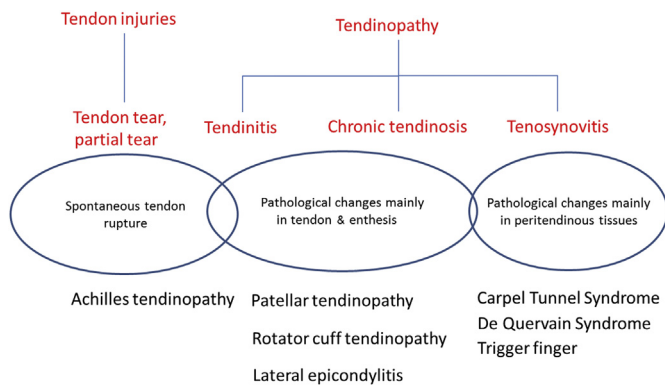 Tendon injuries
Tendinopathy
Tendon tear,
partial tear
Tendinitis
Chronic tendinosis
Tenosynovitis
Spontaneous tendon
rupture
Pathological changes mainly
in tendon & enthesis
Pathological changes mainly
in peritendinous tissues
Achilles tendinopathy
Patellar tendinopathy
Rotator cuff tendinopathy
Lateral epicondylitis
Carpel Tunnel Syndrome
De Quervain Syndrome
Trigger finger